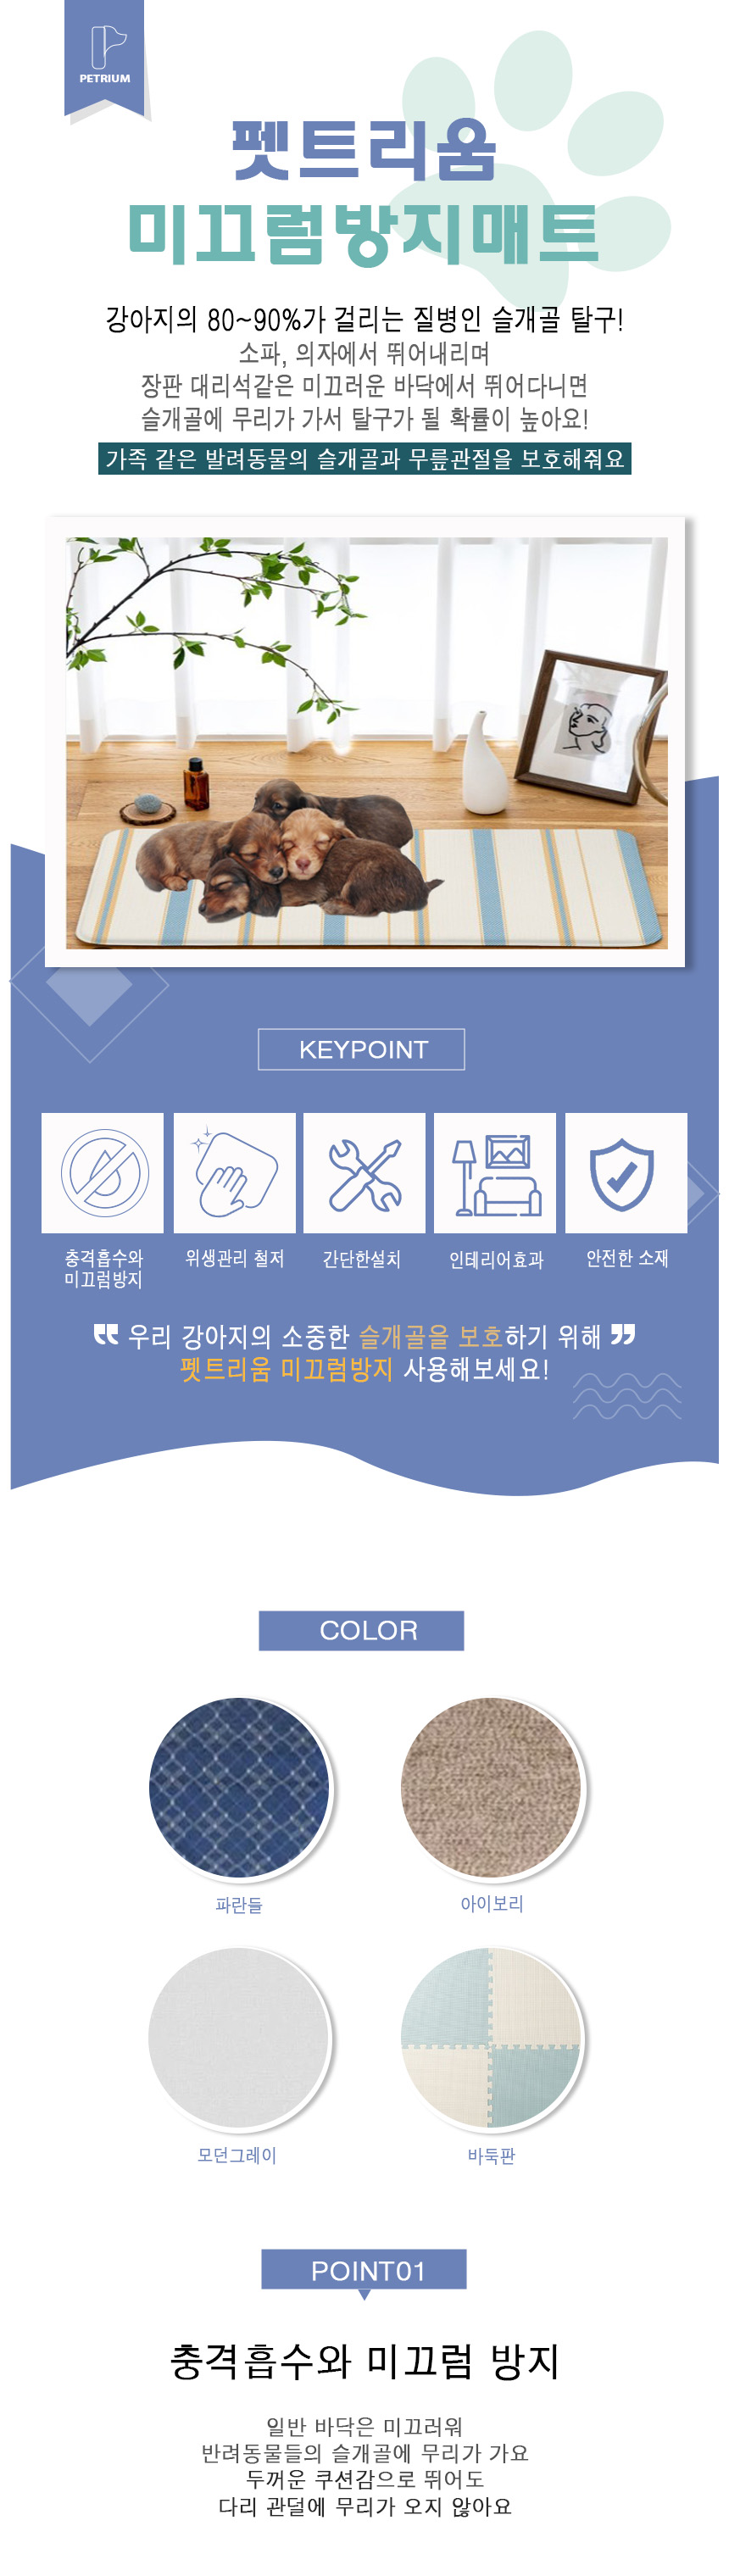 PETRIUM
펫트리움
미끄럼방지매트
강아지의 80~90%가 걸리는 질병인 슬개골 탈구!
소파, 의자에서 뛰어내리며
장판 대리석같은 미끄러운 바닥에서 뛰어다니면
슬개골에 무리가 가서 탈구가 될 확률이 높아요!
가족 같은 발려동물의 슬개골과 무릎관절을 보호해줘요
KEYPOINT
충격흡수와
미끄럼방지
위생관리 철저
간단한설치
인테리어효과
안전한 소재
❝ 우리 강아지의 소중한 슬개골을 보호하기 위해 ❞
펫트리움 미끄럼방지 사용해보세요!
COLOR
파란들
아이보리
모던그레이
바둑판
POINT01
충격흡수와 미끄럼 방지
일반 바닥은 미끄러워
반려동물들의 슬개골에 무리가 가요
두꺼운 쿠션감으로 뛰어도
다리 관덜에 무리가 오지 않아요